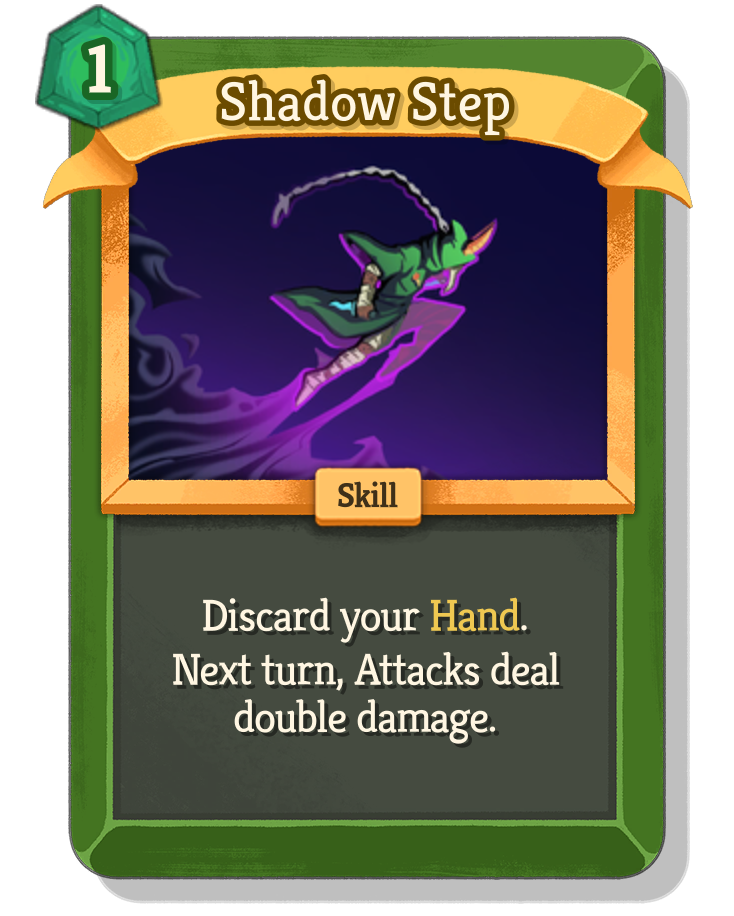 1
Shadow Step
Skill
Discard your Hand.
Next turn, Attacks deal
double damage.